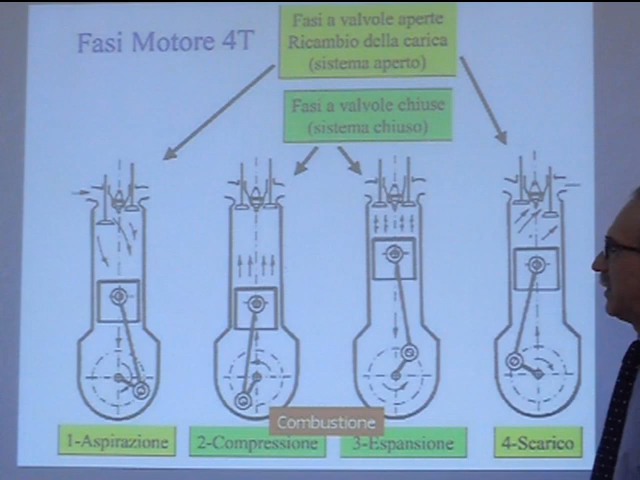 Fasi Motore 4T
Fasi a valvole aperte
Ricambio della carica
(sistema aperto)
Fasi a valvole chiuse
(sistema chiuso)
Combustione
1-Aspirazione
2-Compressione
3-Espansione
4-Scarico